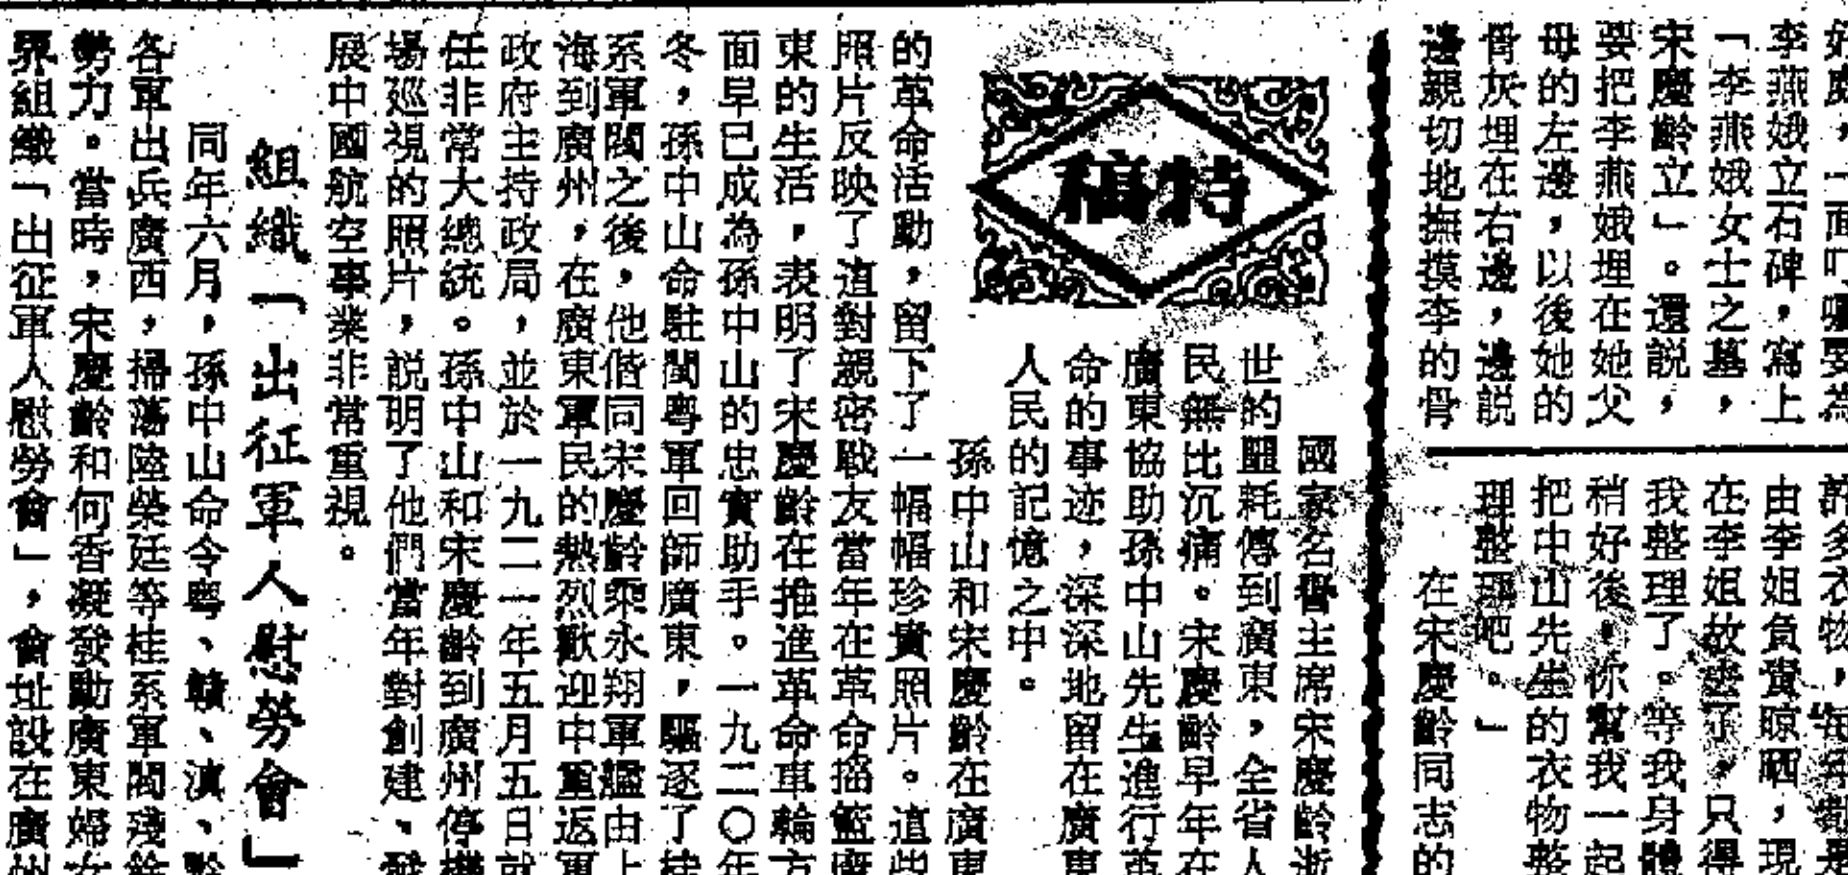 李燕娥立石碑，寫上
「李燕娥女士之墓，
宋慶齡立」。還説，
要把李燕娥埋在她父
母的左邊，以後她的
骨灰埋在右邊，邊説
邊親切地撫摸李的骨
由李姐負責晾晒，現
在李姐故去了，只得
我整理了。等我身體
稍好後，你幫我一起
把中山先生的衣物整
理整理吧。」
在宋慶齡同志的
特稿
國家名譽主席宋慶齡逝
世的噩耗傳到廣東，全省人
民無比沉痛。宋慶齡早年在
廣東協助孫中山先生進行革
命的事迹，深深地留在廣東
人民的記憶之中。
孫中山和宋慶齡在廣東
的革命活動，留下了一幅幅珍貴照片。這些
照片反映了這對親密戰友當年在革命搖籃廣
東的生活，表明了宋慶齡在推進革命車輪方
面早已成為孫中山的忠實助手。一九二〇年
冬，孫中山命駐閩粵軍回師廣東，驅逐了桂
系軍閥之後，他偕同宋慶齡乘永翔軍艦由上
海到廣州，在廣東軍民的熱烈歡迎中重返軍
政府主持政局，並於一九二一年五月五日就
任非常大總統。孫中山和宋慶齡到廣州停機
場巡視的照片，説明了他們當年對創建、發
展中國航空事業非常重視。
組織「出征軍人慰勞會」
同年六月，孫中山命令粵、贛、滇、黔
各軍出兵廣西，掃蕩陸榮廷等桂系軍閥殘餘
勢力。當時，宋慶齡和何香凝發動廣東婦女
界組織「出征軍人慰勞會」，會址設在廣州